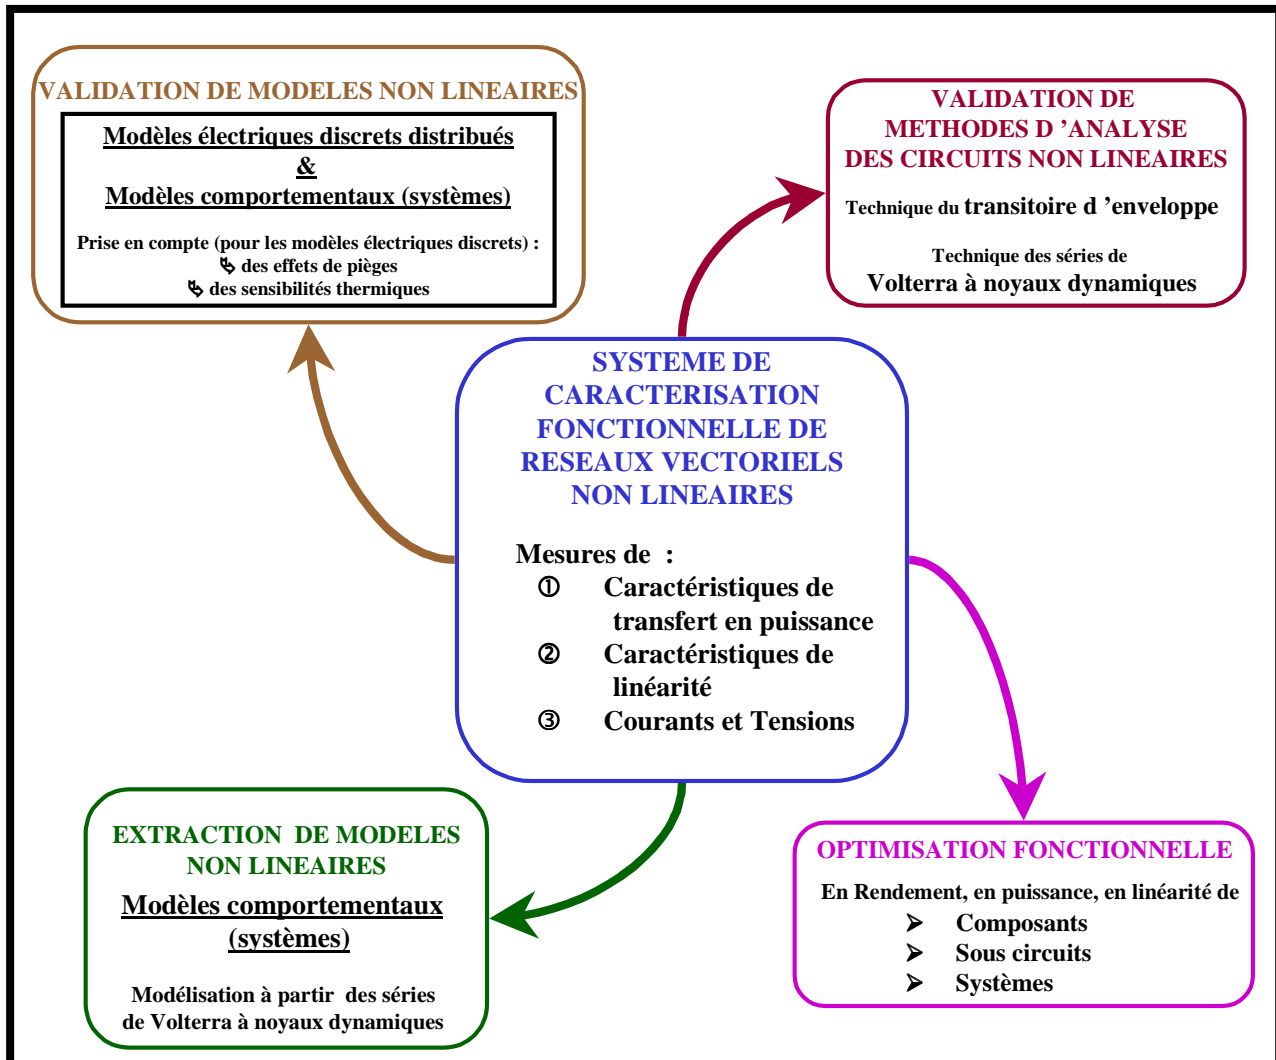 VALIDATION DE MODELES NON LINEAIRES
Modèles électriques discrets distribués
&
Modèles comportementaux (systèmes)
Prise en compte (pour les modèles électriques discrets) :
⮱ des effets de pièges
⮱ des sensibilités thermiques
VALIDATION DE
METHODES D ’ANALYSE
DES CIRCUITS NON LINEAIRES
Technique du transitoire d ’enveloppe
Technique des séries de
Volterra à noyaux dynamiques
SYSTEME DE
CARACTERISATION
FONCTIONNELLE DE
RESEAUX VECTORIELS
NON LINEAIRES
Mesures de :
① Caractéristiques de
transfert en puissance
② Caractéristiques de
linéarité
③ Courants et Tensions
EXTRACTION DE MODELES
NON LINEAIRES
Modèles comportementaux
(systèmes)
Modélisation à partir des séries
de Volterra à noyaux dynamiques
OPTIMISATION FONCTIONNELLE
En Rendement, en puissance, en linéarité de
➢ Composants
➢ Sous circuits
➢ Systèmes